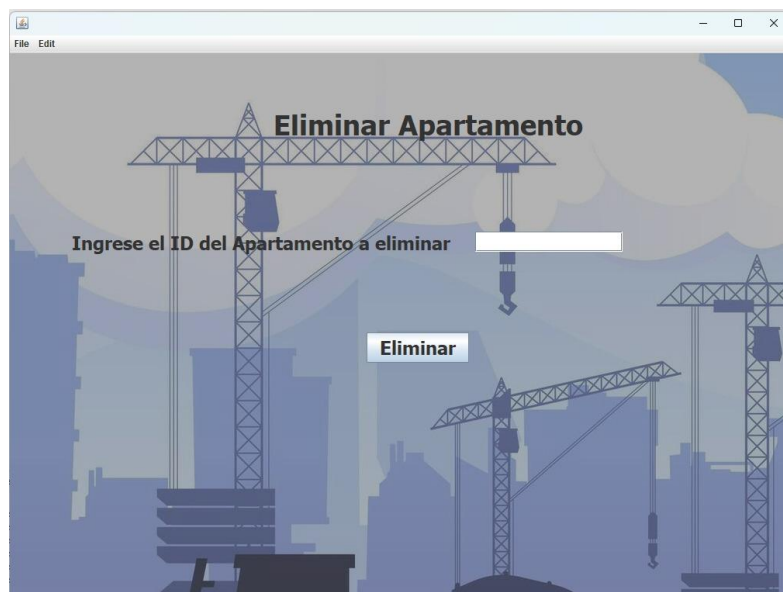 File Edit
Eliminar Apartamento
Ingrese el ID del Apartamento a eliminar
Eliminar